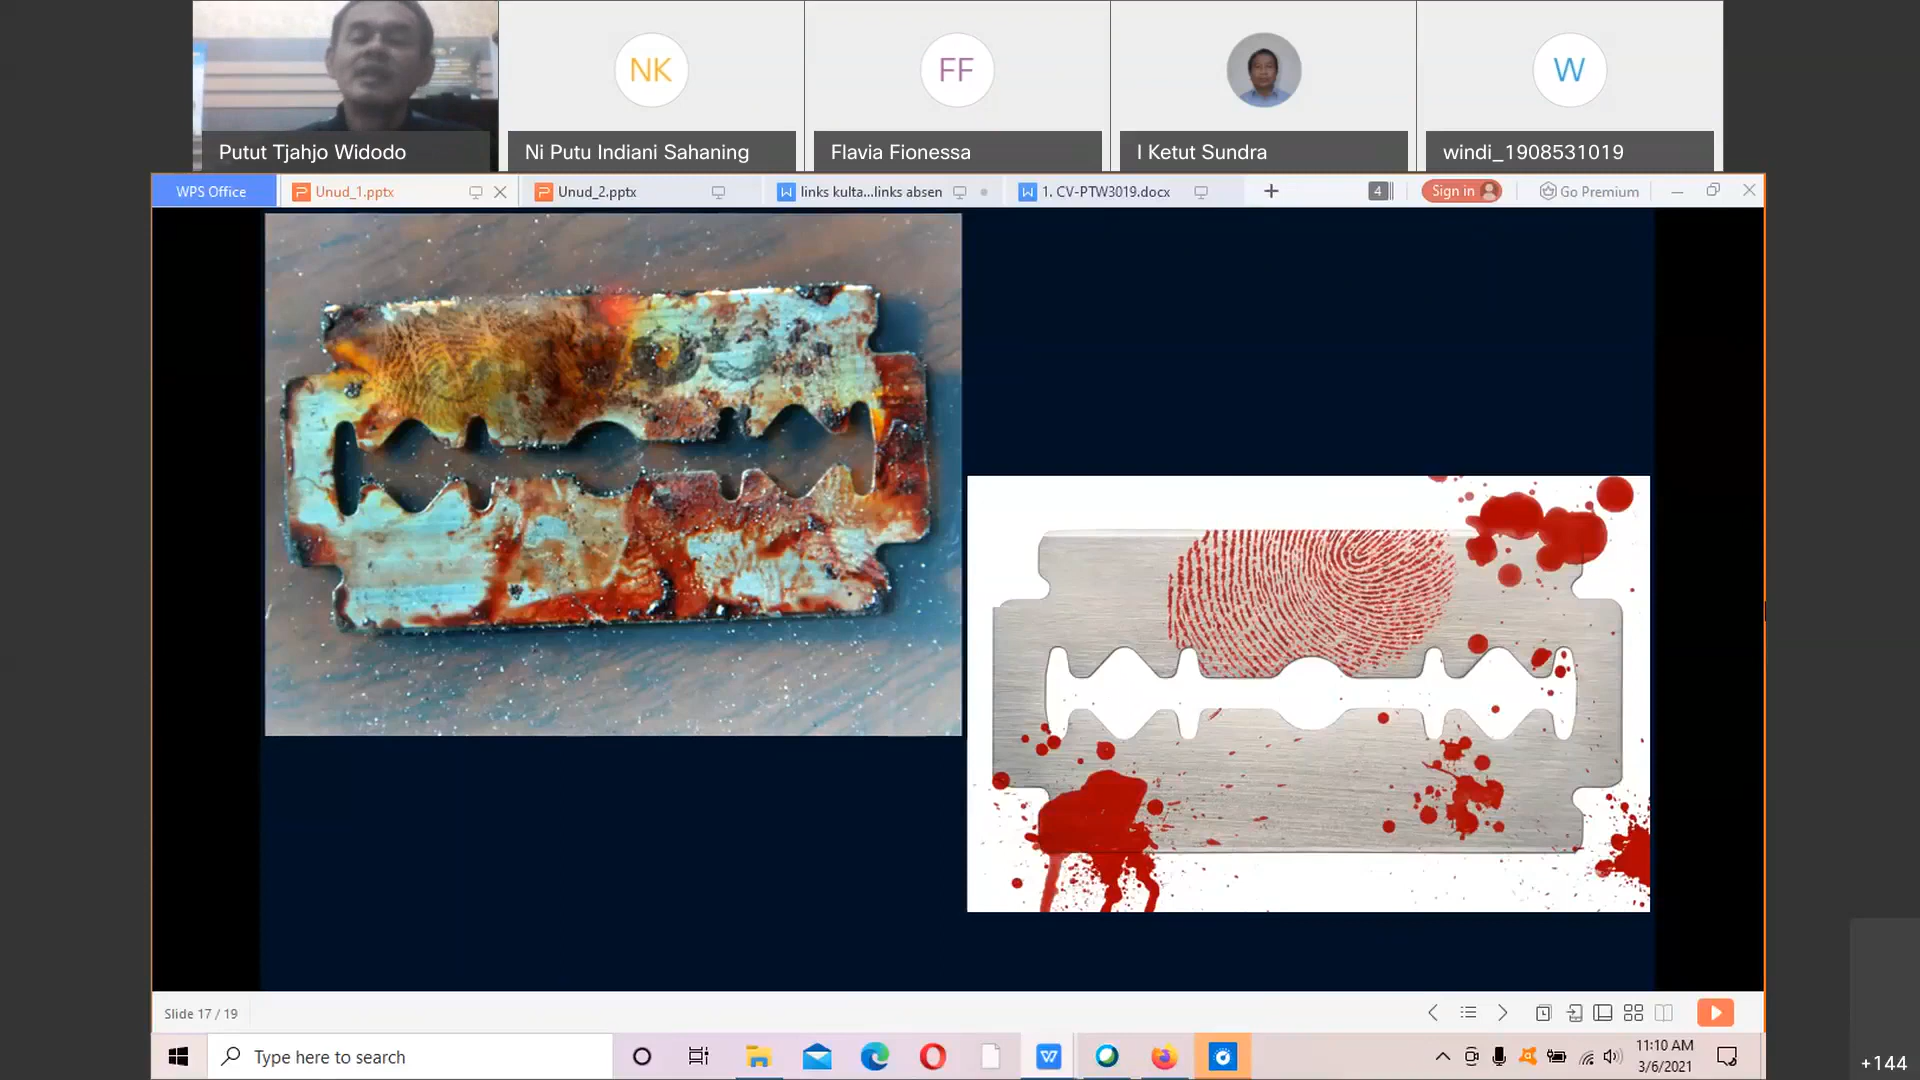 NK
FF
W
Putut Tjahjo Widodo
Ni Putu Indiani Sahaning
Flavia Fionessa
I Ketut Sundra
windi_1908531019
WPS Office
Unud_1.pptx
Unud_2.pptx
links kulta...links absen
1. CV-PTW3019.docx
4
Sign in
Go Premium
Slide 17 / 19
Type here to search
11:10 AM
3/6/2021
+144